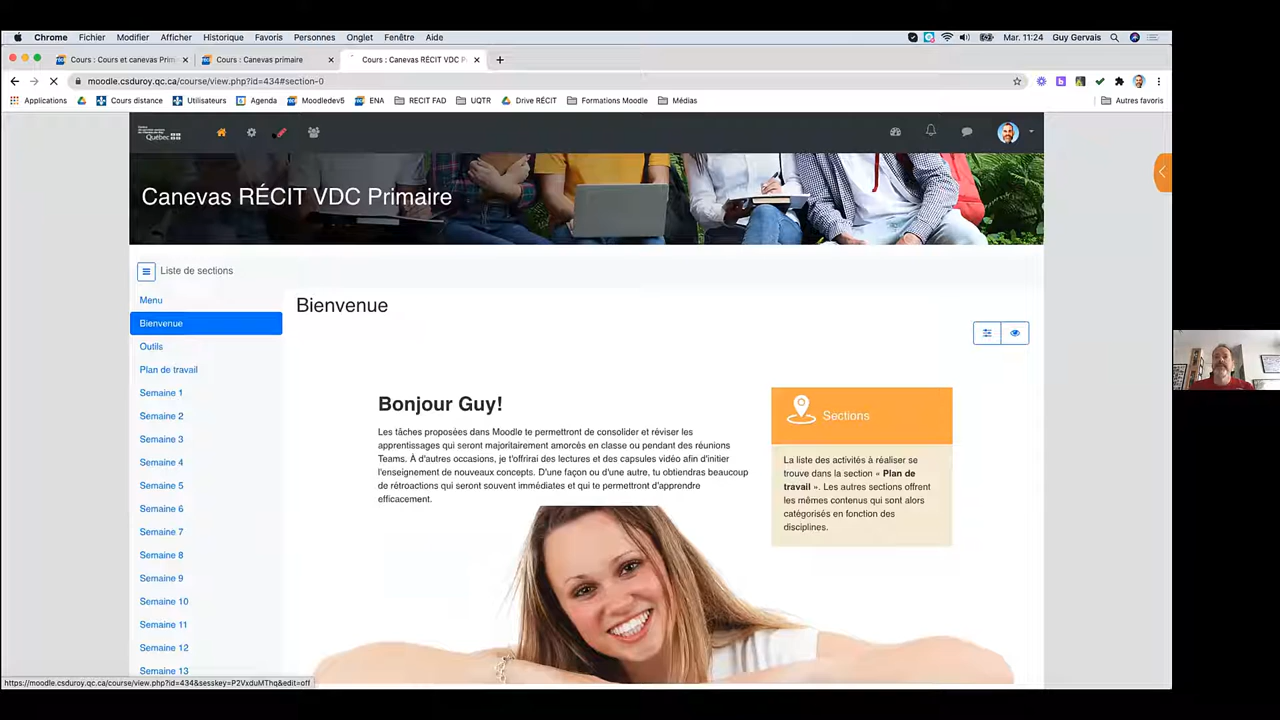 Chrome Fichier Modifier Afficher Historique Favoris Personnes Onglet Fenêtre Aide Mar. 11:24 Guy Gervais
Cours : Cours et canevas Prim Cours : Canevas primaire Cours : Canevas RÉCIT VDC P
moodle.csduroy.qc.ca/course/view.php?id=434#section-0
Applications Cours distance Utilisateurs Agenda Moodledev5 ENA RECIT FAD UQTR Drive RÉCIT Formations Moodle Médias Autres favoris
Québec
Canevas RÉCIT VDC Primaire
Liste de sections
Menu
Bienvenue
Outils
Plan de travail
Semaine 1
Semaine 2
Semaine 3
Semaine 4
Semaine 5
Semaine 6
Semaine 7
Semaine 8
Semaine 9
Semaine 10
Semaine 11
Semaine 12
Semaine 13
Bienvenue
Bonjour Guy!
Les tâches proposées dans Moodle te permettront de consolider et réviser les
apprentissages qui seront majoritairement amorcés en classe ou pendant des réunions
Teams. À d'autres occasions, je t'offrirai des lectures et des capsules vidéo afin d'initier
l'enseignement de nouveaux concepts. D'une façon ou d'une autre, tu obtiendras beaucoup
de rétroactions qui seront souvent immédiates et qui te permettront d'apprendre
efficacement.
Sections
La liste des activités à réaliser se
trouve dans la section « Plan de
travail ». Les autres sections offrent
les mêmes contenus qui sont alors
catégorisés en fonction des
disciplines.
https://moodle.csduroy.qc.ca/course/view.php?id=434&sesskey=P2VxduMThq&edit=off